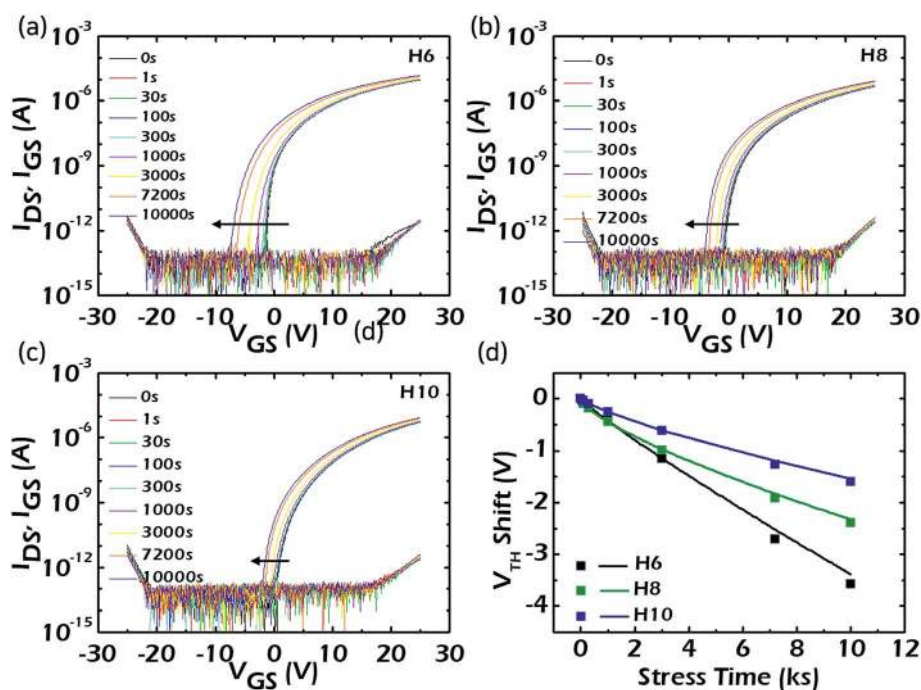 (a)
H6
10⁻³
10⁻⁶
10⁻⁹
10⁻¹²
10⁻¹⁵
I_DS, I_GS (A)
0s
1s
30s
100s
300s
1000s
3000s
7200s
10000s
-30 -20 -10 0 10 20 30
V_GS (V)
(d)
(b)
H8
10⁻³
10⁻⁶
10⁻⁹
10⁻¹²
10⁻¹⁵
I_DS, I_GS (A)
0s
1s
30s
100s
300s
1000s
3000s
7200s
10000s
-30 -20 -10 0 10 20 30
V_GS (V)
(c)
H10
10⁻³
10⁻⁶
10⁻⁹
10⁻¹²
10⁻¹⁵
I_DS, I_GS (A)
0s
1s
30s
100s
300s
1000s
3000s
7200s
10000s
-30 -20 -10 0 10 20 30
V_GS (V)
(d)
0
-1
-2
-3
-4
V_TH Shift (V)
H6
H8
H10
0 2 4 6 8 10 12
Stress Time (ks)